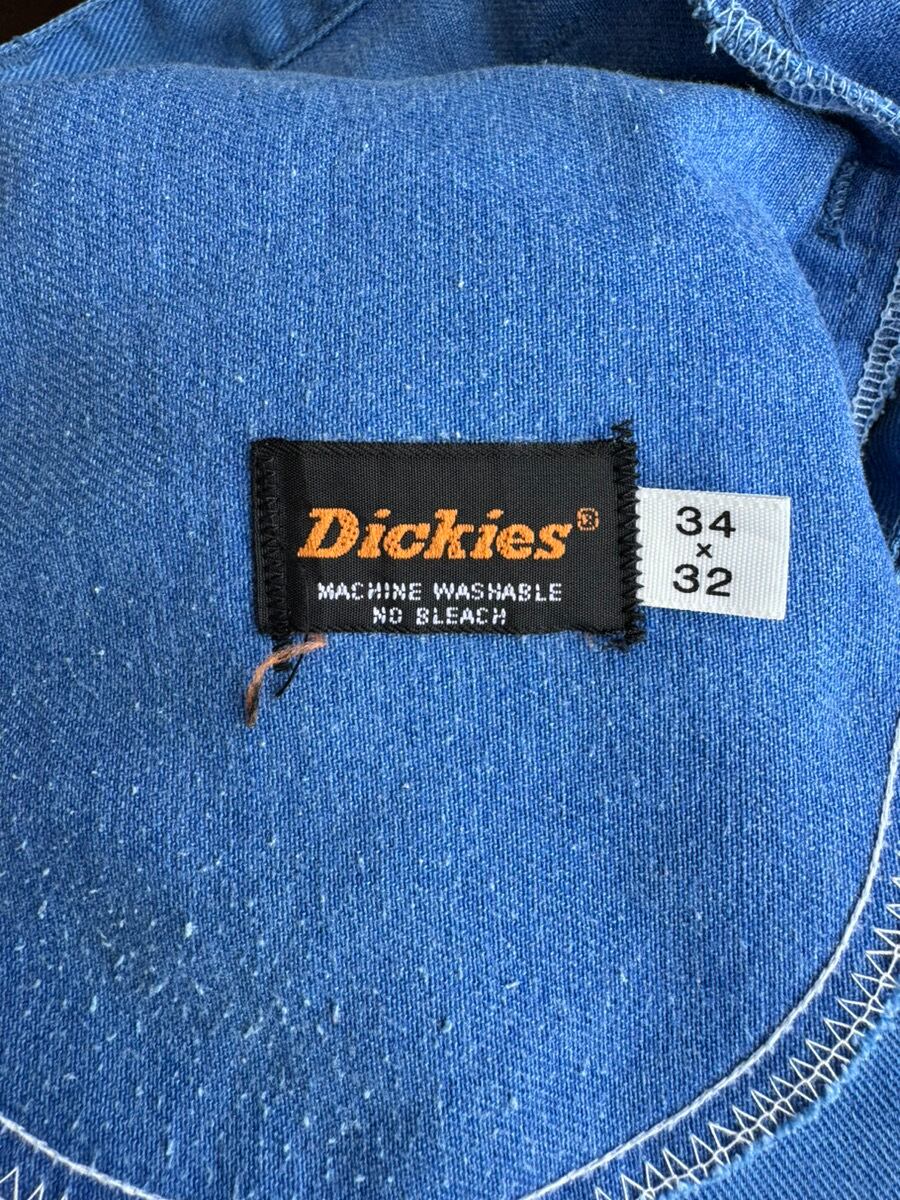 Dickies®
MACHINE WASHABLE
NO BLEACH
34
x
32